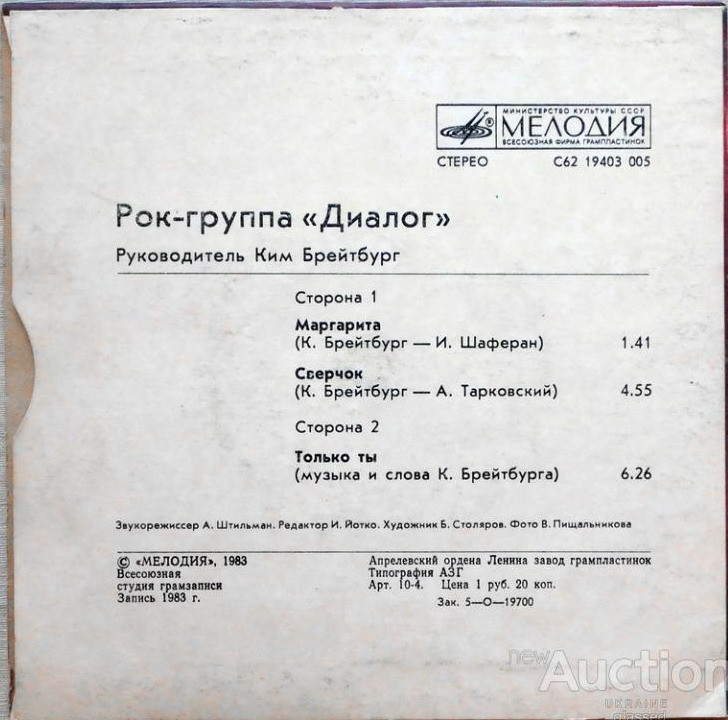 МИНИСТЕРСТВО КУЛЬТУРЫ СССР
МЕЛОДИЯ
ВСЕСОЮЗНАЯ ФИРМА ГРАМПЛАСТИНОК
СТЕРЕО С62 19403 005
Рок-группа «Диалог»
Руководитель Ким Брейтбург
Сторона 1
Маргарита
(К. Брейтбург — И. Шаферан) 1.41
Сверчок
(К. Брейтбург — А. Тарковский) 4.55
Сторона 2
Только ты
(музыка и слова К. Брейтбурга) 6.26
Звукорежиссер А. Штильман. Редактор И. Йотко. Художник Б. Столяров. Фото В. Пищальникова
© «МЕЛОДИЯ», 1983
Всесоюзная
студия грамзаписи
Запись 1983 г.
Апрелевский ордена Ленина завод грампластинок
Типография АЗГ
Арт. 10-4. Цена 1 руб. 20 коп.
Зак. 5—О—19700
new Auction
UKRAINE
glassed